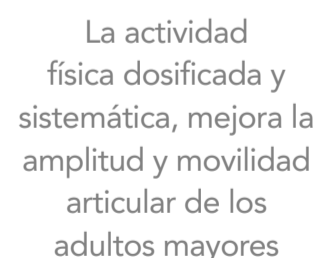 La actividad
física dosificada y
sistemática, mejora la
amplitud y movilidad
articular de los
adultos mayores